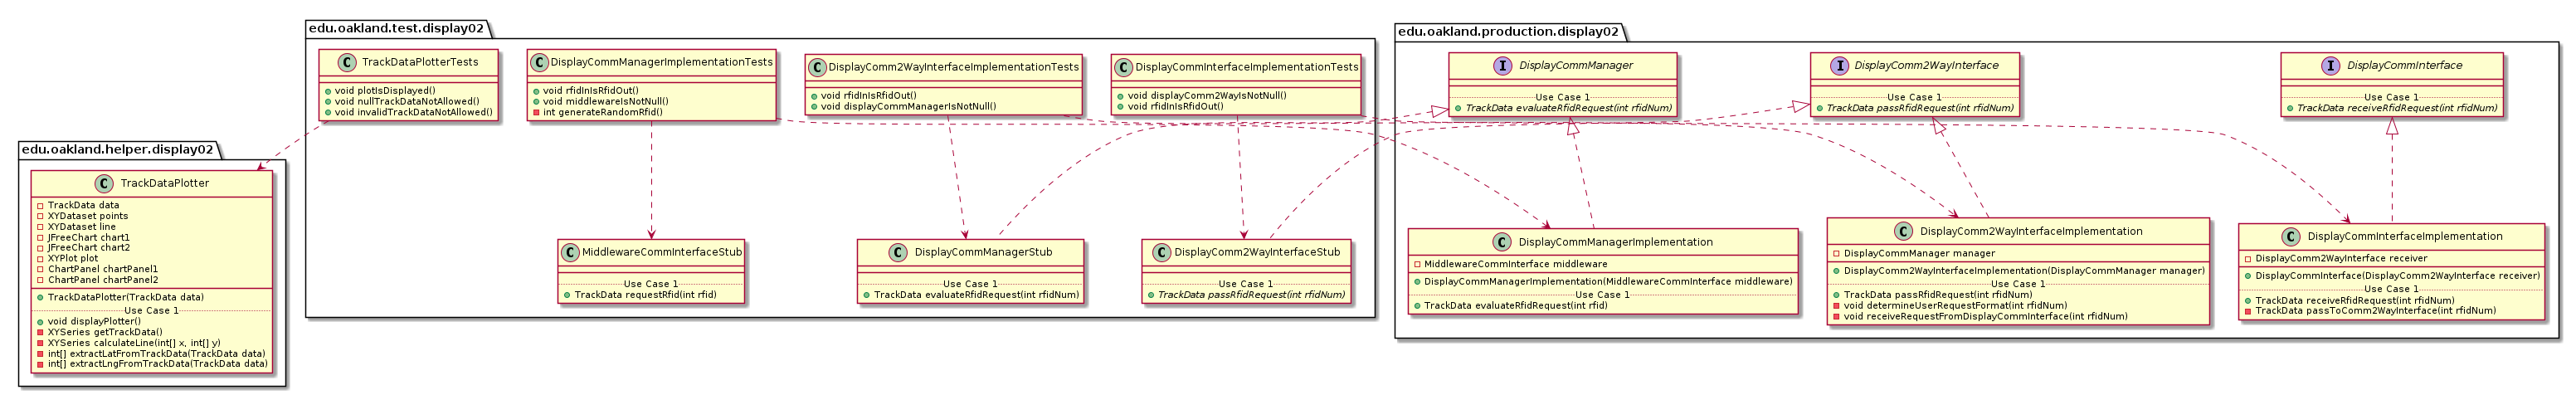 edu.oakland.test.display02
C TrackDataPlotterTests
void plotIsDisplayed()
void nullTrackDataNotAllowed()
void invalidTrackDataNotAllowed()
C DisplayCommManagerImplementationTests
void rfidInIsRfidOut()
void middlewareIsNotNull()
int generateRandomRfid()
C DisplayComm2WayInterfaceImplementationTests
void rfidInIsRfidOut()
void displayCommManagerIsNotNull()
C DisplayCommInterfaceImplementationTests
void displayComm2WayIsNotNull()
void rfidInIsRfidOut()
C MiddlewareCommInterfaceStub
Use Case 1
TrackData requestRfid(int rfid)
C DisplayCommManagerStub
Use Case 1
TrackData evaluateRfidRequest(int rfidNum)
C DisplayComm2WayInterfaceStub
Use Case 1
TrackData passRfidRequest(int rfidNum)
edu.oakland.production.display02
I DisplayCommManager
Use Case 1
TrackData evaluateRfidRequest(int rfidNum)
I DisplayComm2WayInterface
Use Case 1
TrackData passRfidRequest(int rfidNum)
I DisplayCommInterface
Use Case 1
TrackData receiveRfidRequest(int rfidNum)
C DisplayCommManagerImplementation
MiddlewareCommInterface middleware
DisplayCommManagerImplementation(MiddlewareCommInterface middleware)
Use Case 1
TrackData evaluateRfidRequest(int rfid)
C DisplayComm2WayInterfaceImplementation
DisplayCommManager manager
DisplayComm2WayInterfaceImplementation(DisplayCommManager manager)
Use Case 1
TrackData passRfidRequest(int rfidNum)
void determineUserRequestFormat(int rfidNum)
void receiveRequestFromDisplayCommInterface(int rfidNum)
C DisplayCommInterfaceImplementation
DisplayComm2WayInterface receiver
DisplayCommInterface(DisplayComm2WayInterface receiver)
Use Case 1
TrackData receiveRfidRequest(int rfidNum)
TrackData passToComm2WayInterface(int rfidNum)
edu.oakland.helper.display02
C TrackDataPlotter
TrackData data
XYDataset points
XYDataset line
JFreeChart chart1
JFreeChart chart2
XYPlot plot
ChartPanel chartPanel1
ChartPanel chartPanel2
TrackDataPlotter(TrackData data)
Use Case 1
void displayPlotter()
XYSeries getTrackData()
XYSeries calculateLine(int[] x, int[] y)
int[] extractLatFromTrackData(TrackData data)
int[] extractLngFromTrackData(TrackData data)